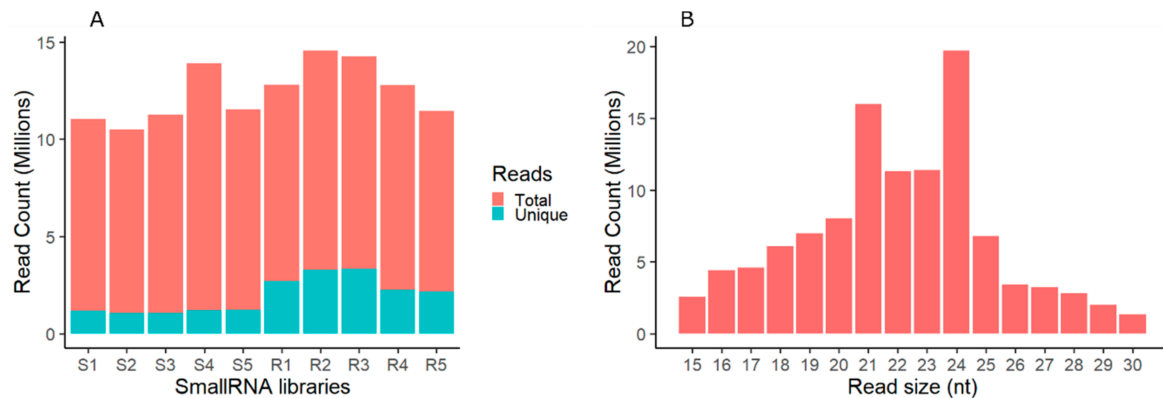 A
Read Count (Millions)
15
10
5
0
S1 S2 S3 S4 S5 R1 R2 R3 R4 R5
SmallRNA libraries
Reads
Total
Unique
B
Read Count (Millions)
20
15
10
5
0
15 16 17 18 19 20 21 22 23 24 25 26 27 28 29 30
Read size (nt)